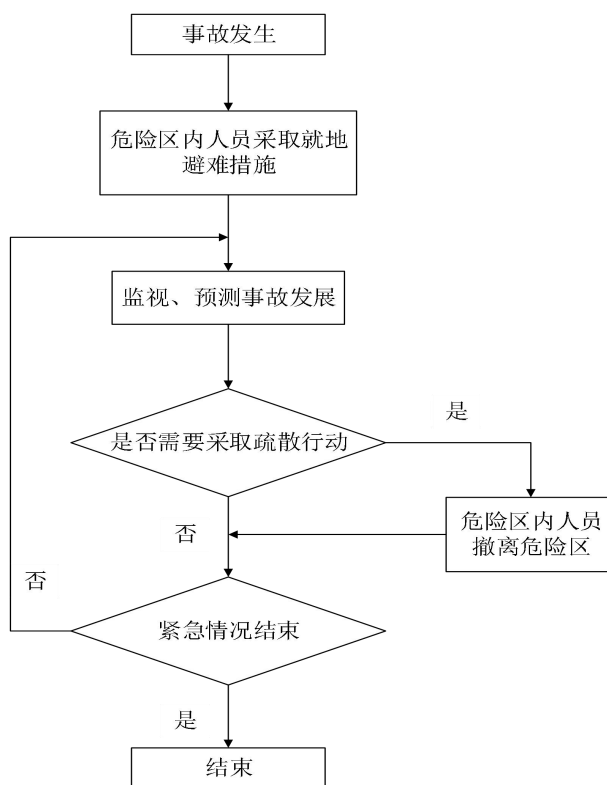 事故发生
危险区内人员采取就地
避难措施
监视、预测事故发展
是否需要采取疏散行动
是
否
危险区内人员
撤离危险区
否
紧急情况结束
是
结束